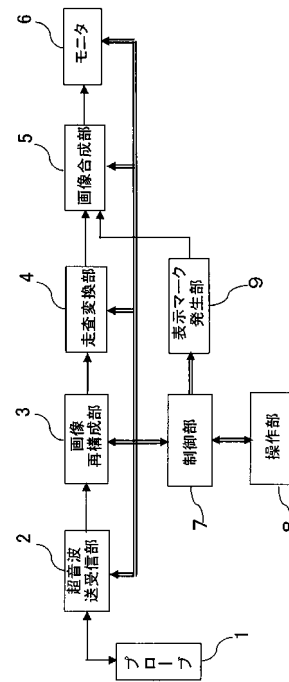 1
プローブ
2
超音波
送受信部
3
画像
再構成部
4
走査変換部
5
画像合成部
6
モニタ
7
制御部
8
操作部
9
表示マーク
発生部